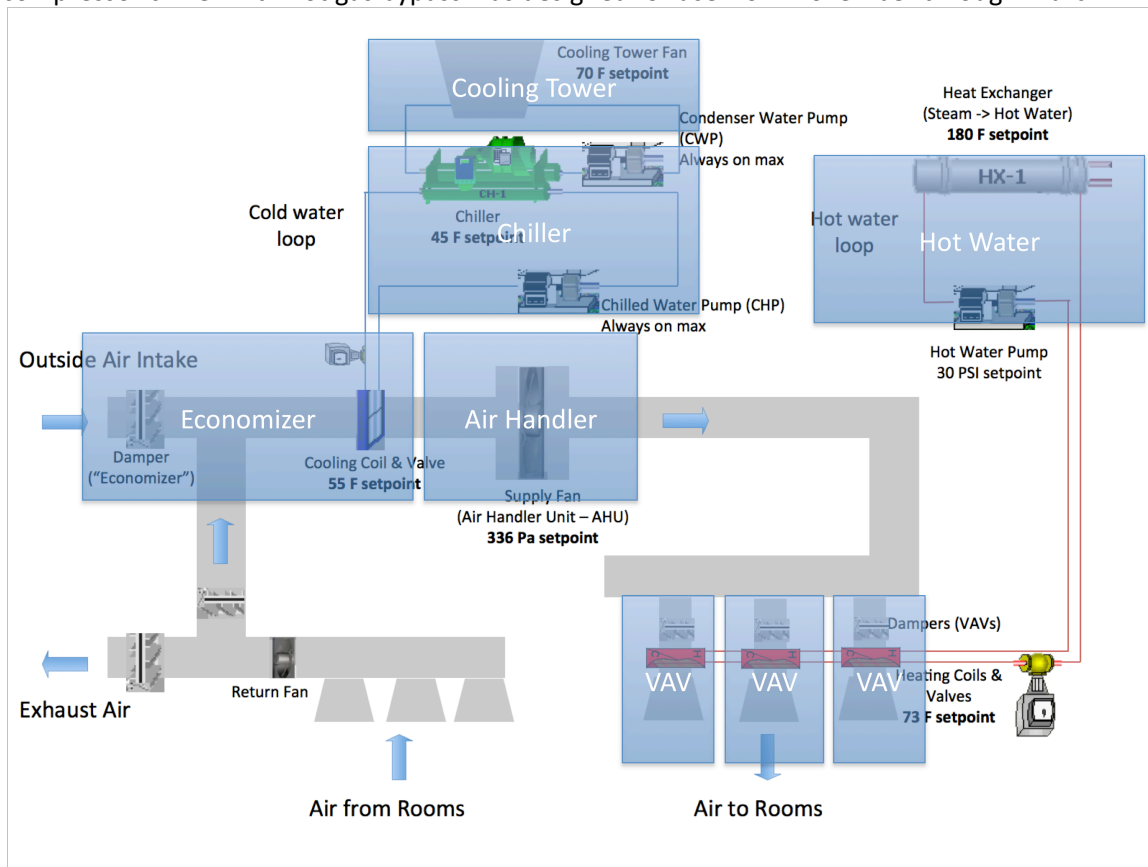 Cooling Tower Fan
70 F setpoint
Cooling Tower
Condenser Water Pump
(CWP)
Always on max
Heat Exchanger
(Steam -> Hot Water)
180 F setpoint
HX-1
CH-1
Cold water
loop
Chiller
45 F setpoint
Chiller
Hot water
loop
Hot Water
Chilled Water Pump (CHP)
Always on max
Hot Water Pump
30 PSI setpoint
Outside Air Intake
Economizer
Air Handler
Damper
("Economizer")
Cooling Coil & Valve
55 F setpoint
Supply Fan
(Air Handler Unit – AHU)
336 Pa setpoint
Dampers (VAVs)
VAV
VAV
VAV
Heating Coils &
Valves
73 F setpoint
Return Fan
Exhaust Air
Air from Rooms
Air to Rooms